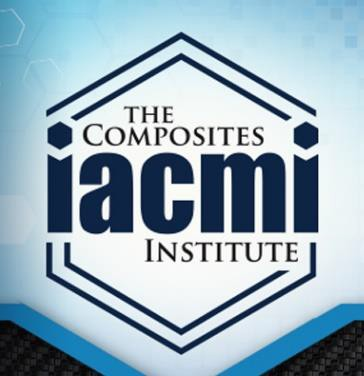 THE
COMPOSITES
iacmi
INSTITUTE